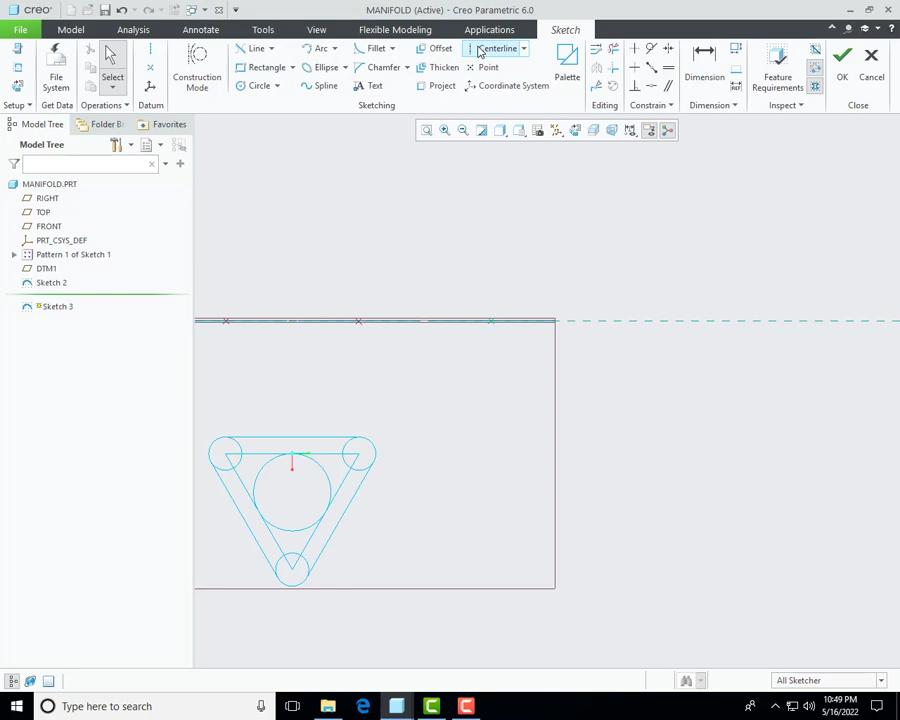 creo
MANIFOLD (Active) - Creo Parametric 6.0
File
Model
Analysis
Annotate
Tools
View
Flexible Modeling
Applications
Sketch
File
System
Select
Construction
Mode
Line
Rectangle
Circle
Arc
Ellipse
Spline
Fillet
Chamfer
Text
Offset
Thicken
Project
Centerline
Point
Coordinate System
Palette
Dimension
Feature
Requirements
OK
Cancel
Setup
Get Data
Operations
Datum
Sketching
Editing
Constrain
Dimension
Inspect
Close
Model Tree
Folder Br
Favorites
Model Tree
MANIFOLD.PRT
RIGHT
TOP
FRONT
PRT_CSYS_DEF
Pattern 1 of Sketch 1
DTM1
Sketch 2
Sketch 3
All Sketcher
Type here to search
10:49 PM
5/16/2022